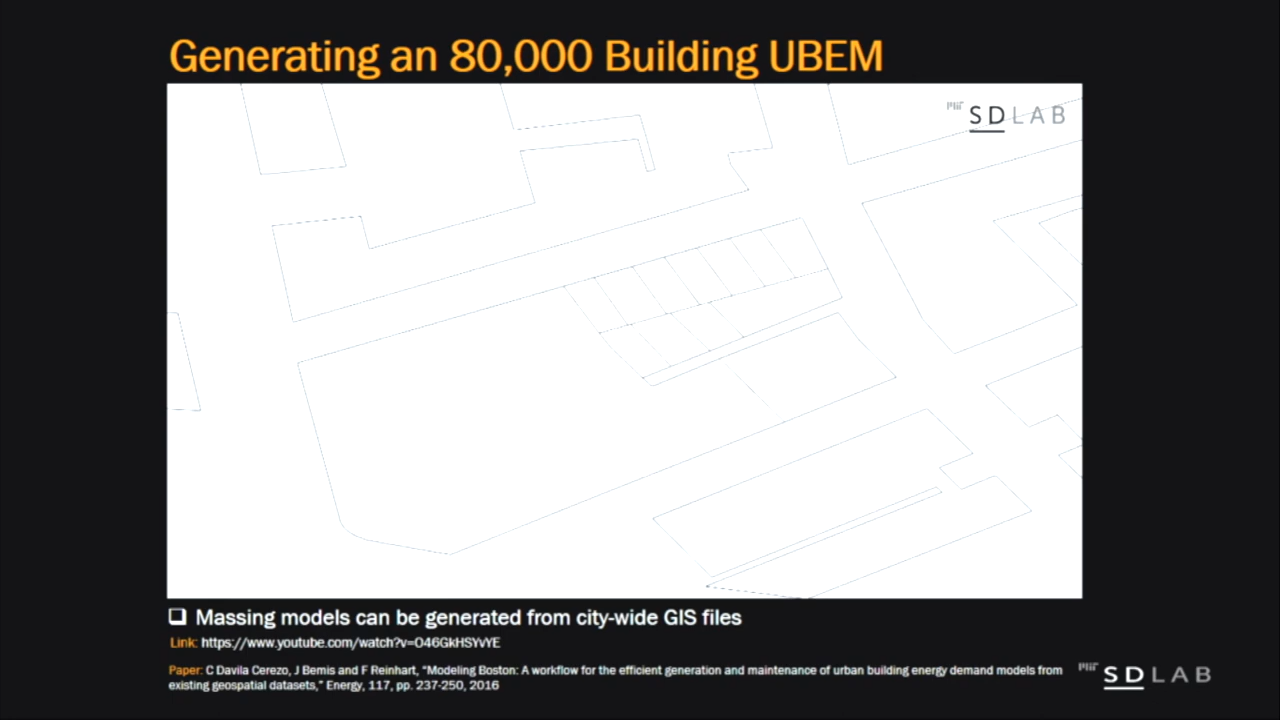 Generating an 80,000 Building UBEM
MIT SDLAB
❑ Massing models can be generated from city-wide GIS files
Link: https://www.youtube.com/watch?v=O46GkHSYvYE
Paper: C Davila Cerezo, J Bemis and F Reinhart, “Modeling Boston: A workflow for the efficient generation and maintenance of urban building energy demand models from
existing geospatial datasets,” Energy, 117, pp. 237-250, 2016
MIT SDLAB